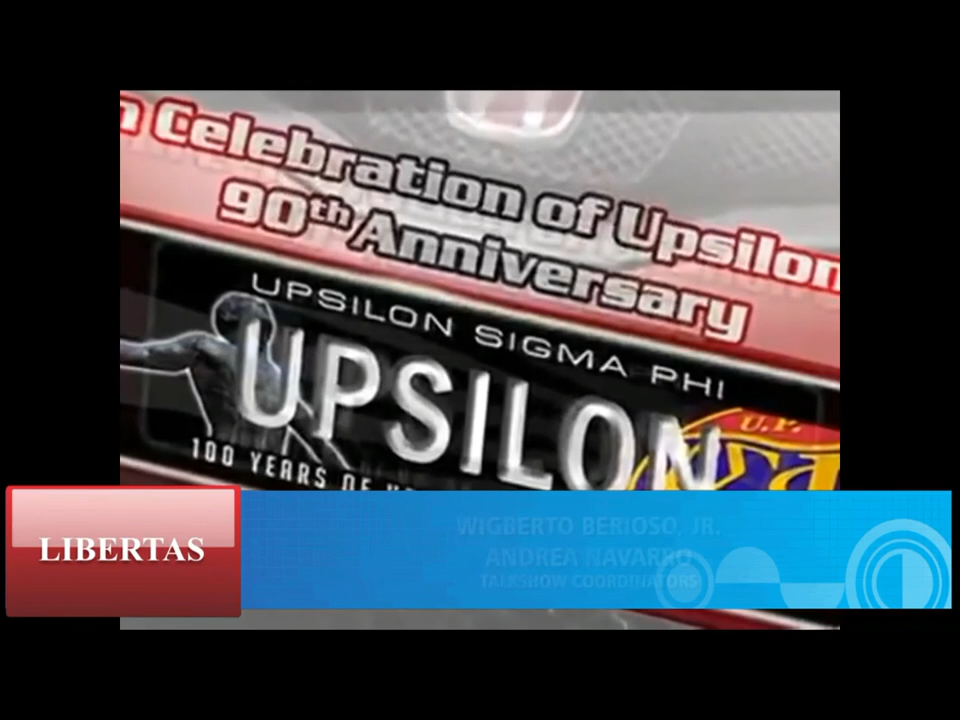 n Celebration of Upsilon
90th Anniversary
UPSILON SIGMA PHI
UPSILON
U.P.
ΣΦ
100 YEARS OF
LIBERTAS
WIGBERTO BERIOSO, JR.
ANDREA NAVARRO
TALKSHOW COORDINATORS